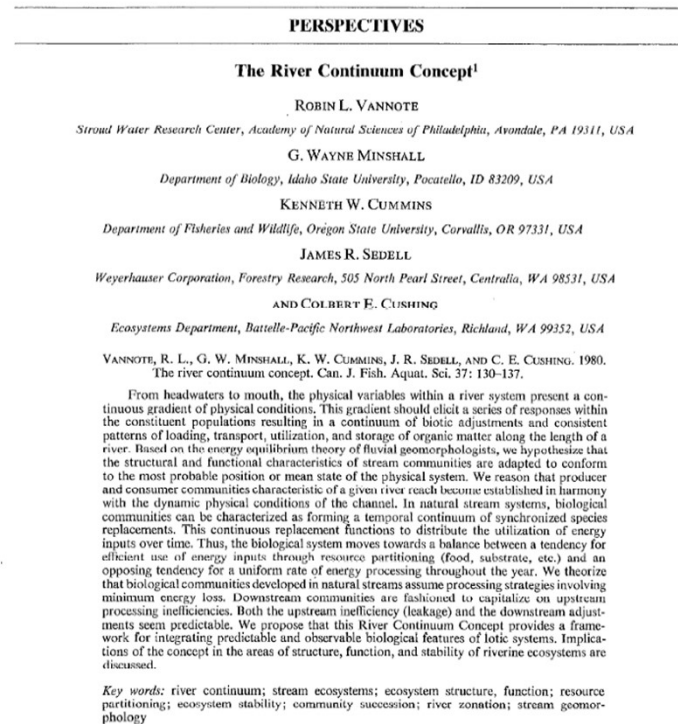 PERSPECTIVES
The River Continuum Concept¹
ROBIN L. VANNOTE
Stroud Water Research Center, Academy of Natural Sciences of Philadelphia, Avondale, PA 19311, USA
G. WAYNE MINSHALL
Department of Biology, Idaho State University, Pocatello, ID 83209, USA
KENNETH W. CUMMINS
Department of Fisheries and Wildlife, Oregon State University, Corvallis, OR 97331, USA
JAMES R. SEDELL
Weyerhauser Corporation, Forestry Research, 505 North Pearl Street, Centralia, WA 98531, USA
AND COLBERT E. CUSHING
Ecosystems Department, Battelle-Pacific Northwest Laboratories, Richland, WA 99352, USA
VANNOTE, R. L., G. W. MINSHALL, K. W. CUMMINS, J. R. SEDELL, AND C. E. CUSHING. 1980.
The river continuum concept. Can. J. Fish. Aquat. Sci. 37: 130–137.
From headwaters to mouth, the physical variables within a river system present a con-
tinuous gradient of physical conditions. This gradient should elicit a series of responses within
the constituent populations resulting in a continuum of biotic adjustments and consistent
patterns of loading, transport, utilization, and storage of organic matter along the length of a
river. Based on the energy equilibrium theory of fluvial geomorphologists, we hypothesize that
the structural and functional characteristics of stream communities are adapted to conform
to the most probable position or mean state of the physical system. We reason that producer
and consumer communities characteristic of a given river reach become established in harmony
with the dynamic physical conditions of the channel. In natural stream systems, biological
communities can be characterized as forming a temporal continuum of synchronized species
replacements. This continuous replacement functions to distribute the utilization of energy
inputs over time. Thus, the biological system moves towards a balance between a tendency for
efficient use of energy inputs through resource partitioning (food, substrate, etc.) and an
opposing tendency for a uniform rate of energy processing throughout the year. We theorize
that biological communities developed in natural streams assume processing strategies involving
minimum energy loss. Downstream communities are fashioned to capitalize on upstream
processing inefficiencies. Both the upstream inefficiency (leakage) and the downstream adjust-
ments seem predictable. We propose that this River Continuum Concept provides a frame-
work for integrating predictable and observable biological features of lotic systems. Implica-
tions of the concept in the areas of structure, function, and stability of riverine ecosystems are
discussed.
Key words: river continuum; stream ecosystems; ecosystem structure, function; resource
partitioning; ecosystem stability; community succession; river zonation; stream geomor-
phology